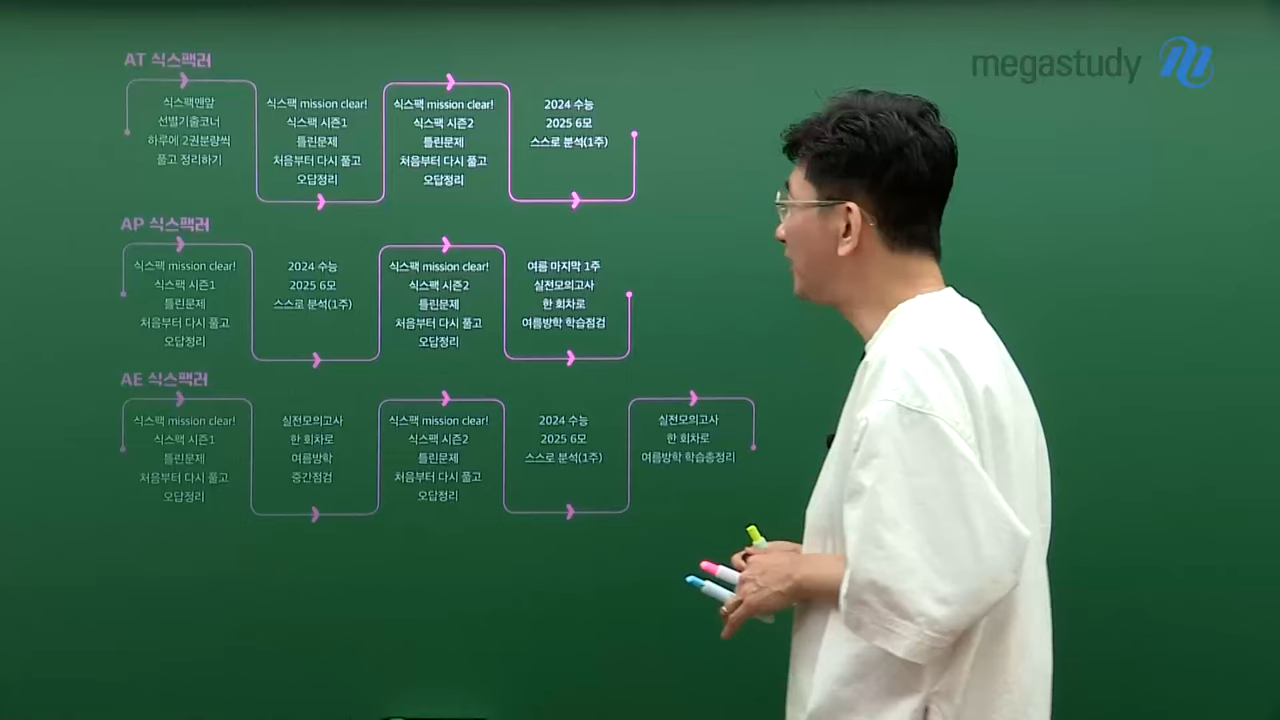 megastudy
AT 식스팩러
식스팩맨앞
선별기출코너
하루에 2권분량씩
풀고 정리하기
식스팩 mission clear!
식스팩 시즌1
틀린문제
처음부터 다시 풀고
오답정리
식스팩 mission clear!
식스팩 시즌2
틀린문제
처음부터 다시 풀고
오답정리
2024 수능
2025 6모
스스로 분석(1주)
AP 식스팩러
식스팩 mission clear!
식스팩 시즌1
틀린문제
처음부터 다시 풀고
오답정리
2024 수능
2025 6모
스스로 분석(1주)
식스팩 mission clear!
식스팩 시즌2
틀린문제
처음부터 다시 풀고
오답정리
여름 마지막 1주
실전모의고사
한 회차로
여름방학 학습점검
AE 식스팩러
식스팩 mission clear!
식스팩 시즌1
틀린문제
처음부터 다시 풀고
오답정리
실전모의고사
한 회차로
여름방학
중간점검
식스팩 mission clear!
식스팩 시즌2
틀린문제
처음부터 다시 풀고
오답정리
2024 수능
2025 6모
스스로 분석(1주)
실전모의고사
한 회차로
여름방학 학습총정리